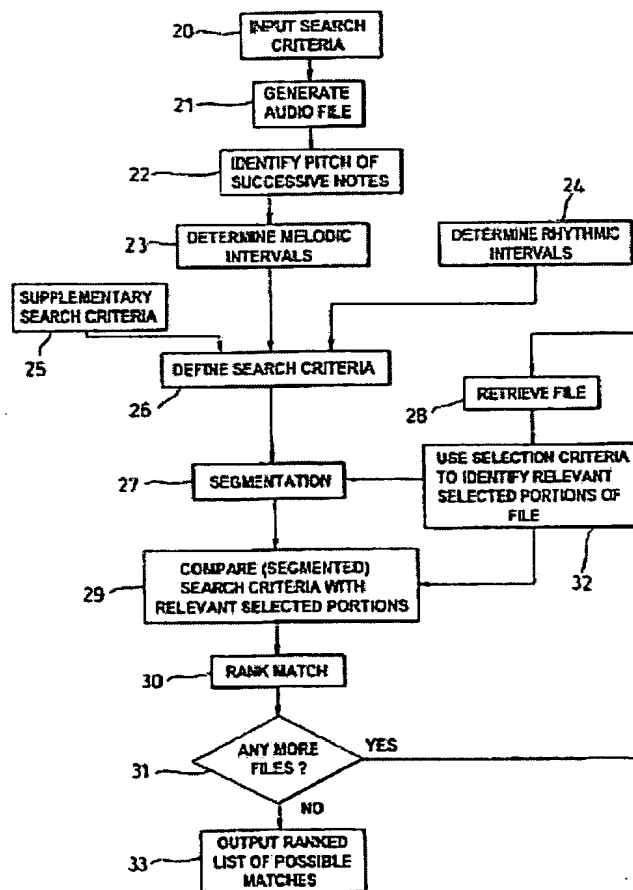 20
INPUT SEARCH
CRITERIA
21
GENERATE
AUDIO FILE
22
IDENTIFY PITCH OF
SUCCESSIVE NOTES
23
DETERMINE MELODIC
INTERVALS
24
DETERMINE RHYTHMIC
INTERVALS
SUPPLEMENTARY
SEARCH CRITERIA
25
DEFINE SEARCH CRITERIA
26
RETRIEVE FILE
28
27
SEGMENTATION
USE SELECTION CRITERIA
TO IDENTIFY RELEVANT
SELECTED PORTIONS OF
FILE
32
29
COMPARE (SEGMENTED)
SEARCH CRITERIA WITH
RELEVANT SELECTED PORTIONS
30
RANK MATCH
31
ANY MORE
FILES ?
YES
NO
33
OUTPUT RANKED
LIST OF POSSIBLE
MATCHES